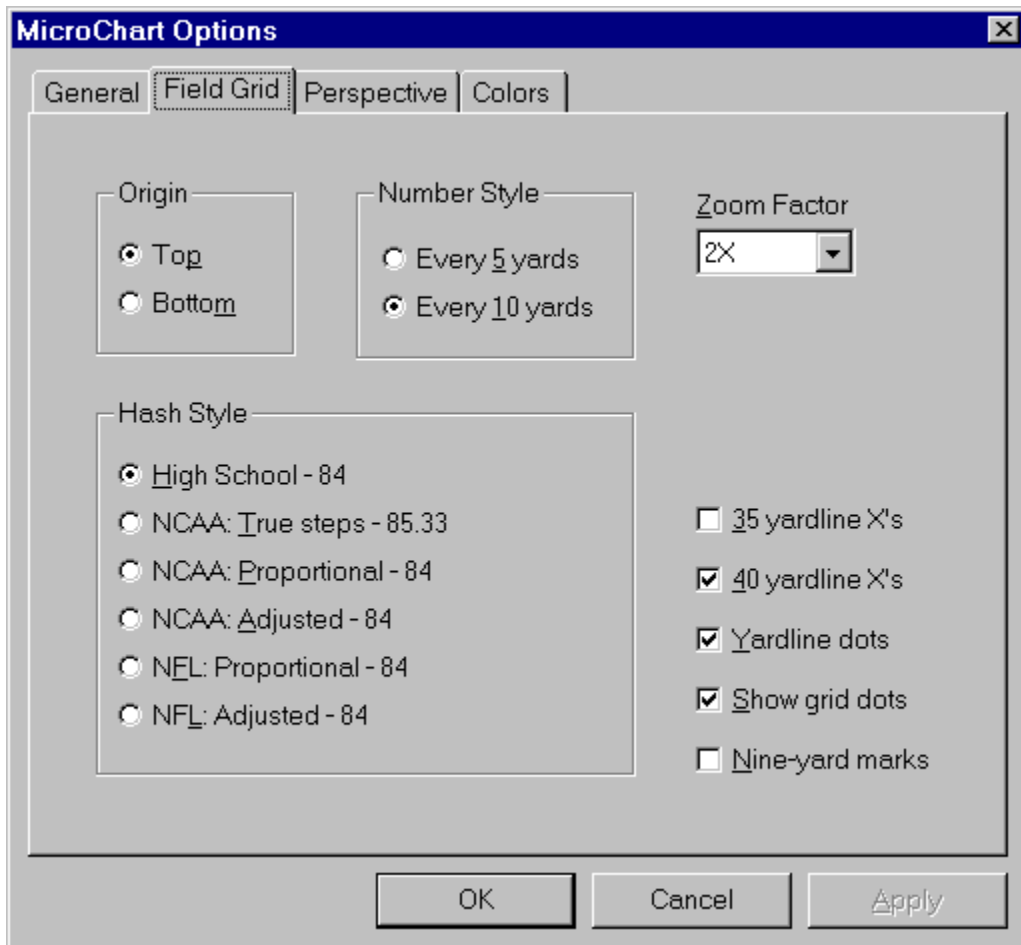 MicroChart Options
General Field Grid Perspective Colors
Origin
Top
Bottom
Number Style
Every 5 yards
Every 10 yards
Zoom Factor
2X
Hash Style
High School - 84
NCAA: True steps - 85.33
NCAA: Proportional - 84
NCAA: Adjusted - 84
NFL: Proportional - 84
NFL: Adjusted - 84
35 yardline X's
40 yardline X's
Yardline dots
Show grid dots
Nine-yard marks
OK Cancel Apply